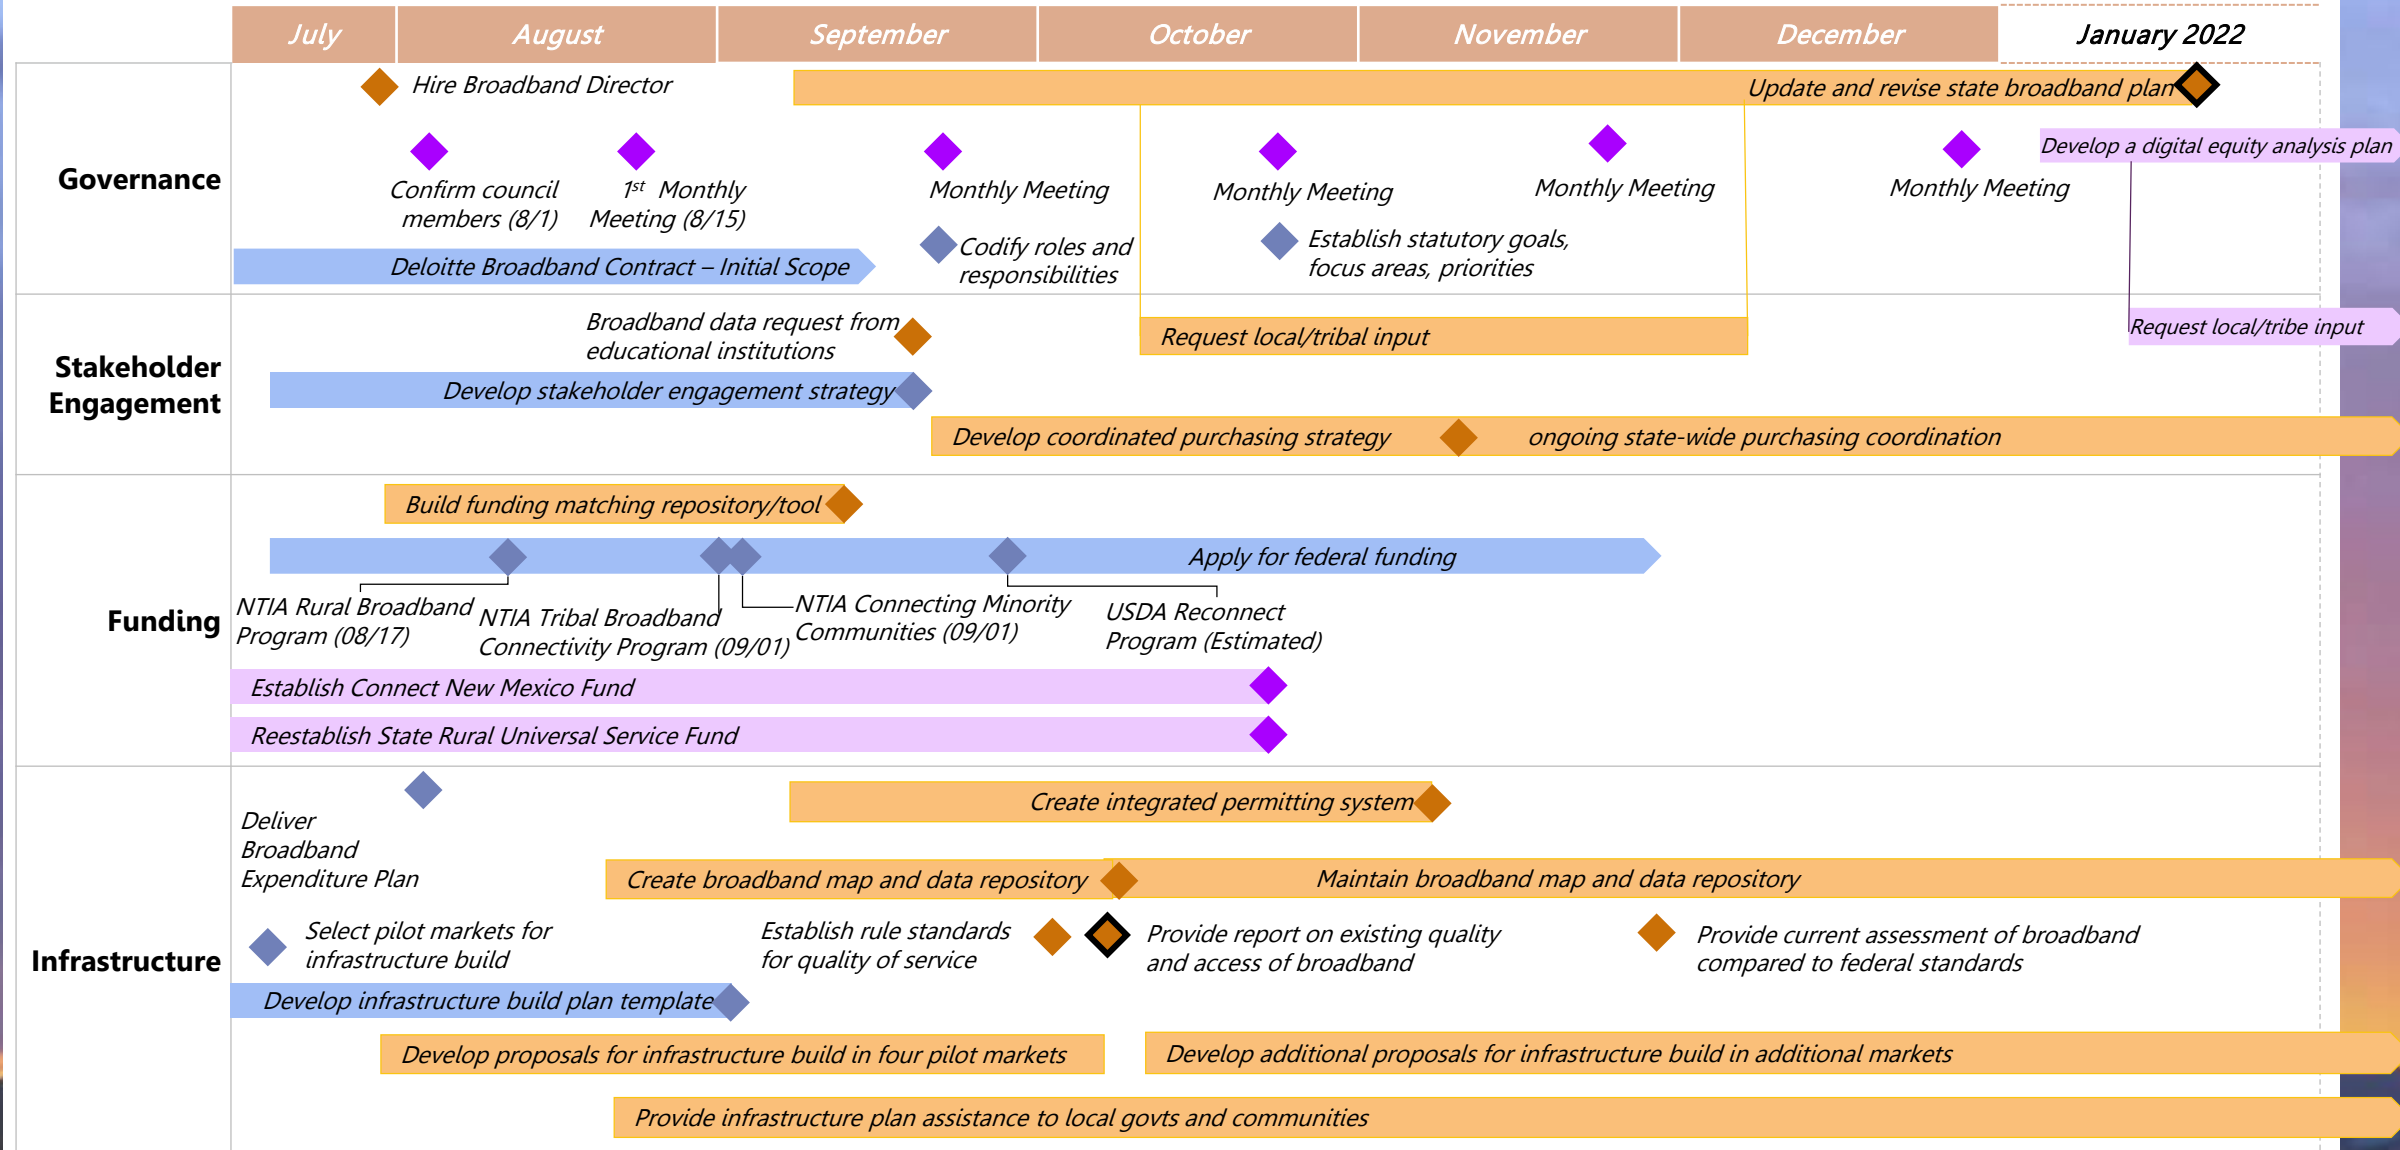 July August September October November December January 2022
Governance
Hire Broadband Director
Update and revise state broadband plan
Confirm council
members (8/1)
1st Monthly
Meeting (8/15)
Monthly Meeting
Monthly Meeting
Monthly Meeting
Monthly Meeting
Develop a digital equity analysis plan
Codify roles and
responsibilities
Establish statutory goals,
focus areas, priorities
Deloitte Broadband Contract – Initial Scope
Stakeholder
Engagement
Broadband data request from
educational institutions
Request local/tribal input
Request local/tribe input
Develop stakeholder engagement strategy
Develop coordinated purchasing strategy
ongoing state-wide purchasing coordination
Funding
Build funding matching repository/tool
Apply for federal funding
NTIA Rural Broadband
Program (08/17)
NTIA Tribal Broadband
Connectivity Program (09/01)
NTIA Connecting Minority
Communities (09/01)
USDA Reconnect
Program (Estimated)
Establish Connect New Mexico Fund
Reestablish State Rural Universal Service Fund
Infrastructure
Deliver
Broadband
Expenditure Plan
Create integrated permitting system
Create broadband map and data repository
Maintain broadband map and data repository
Select pilot markets for
infrastructure build
Establish rule standards
for quality of service
Provide report on existing quality
and access of broadband
Provide current assessment of broadband
compared to federal standards
Develop infrastructure build plan template
Develop proposals for infrastructure build in four pilot markets
Develop additional proposals for infrastructure build in additional markets
Provide infrastructure plan assistance to local govts and communities